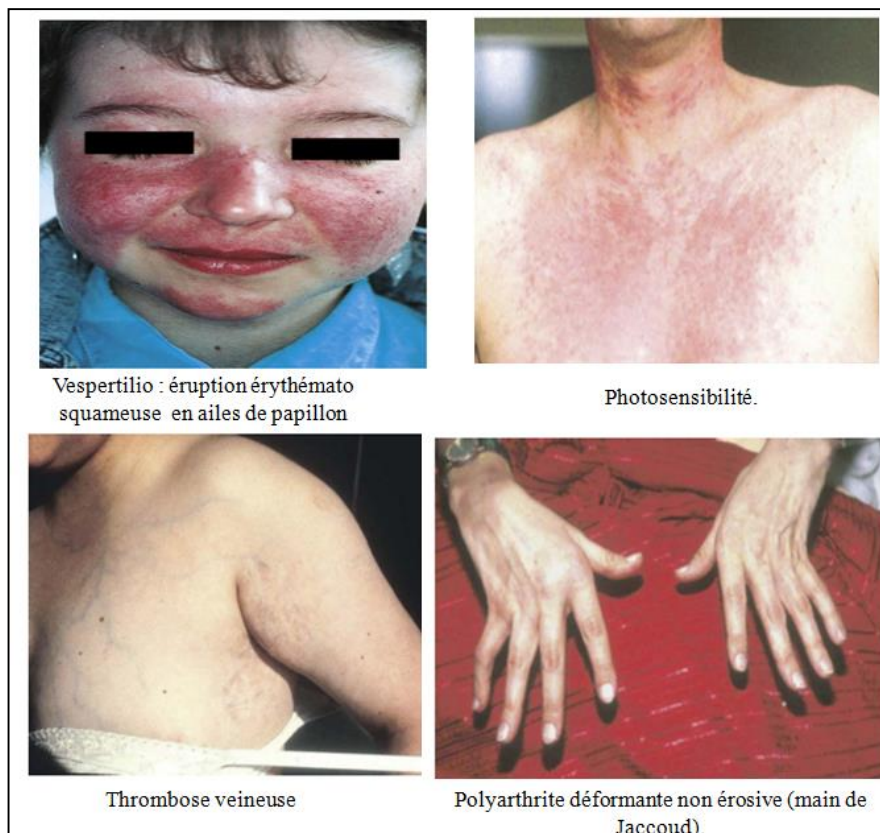 Vespertilio : éruption érythémato
squameuse en ailes de papillon
Photosensibilité.
Thrombose veineuse
Polyarthrite déformante non érosive (main de
Jaccoud)